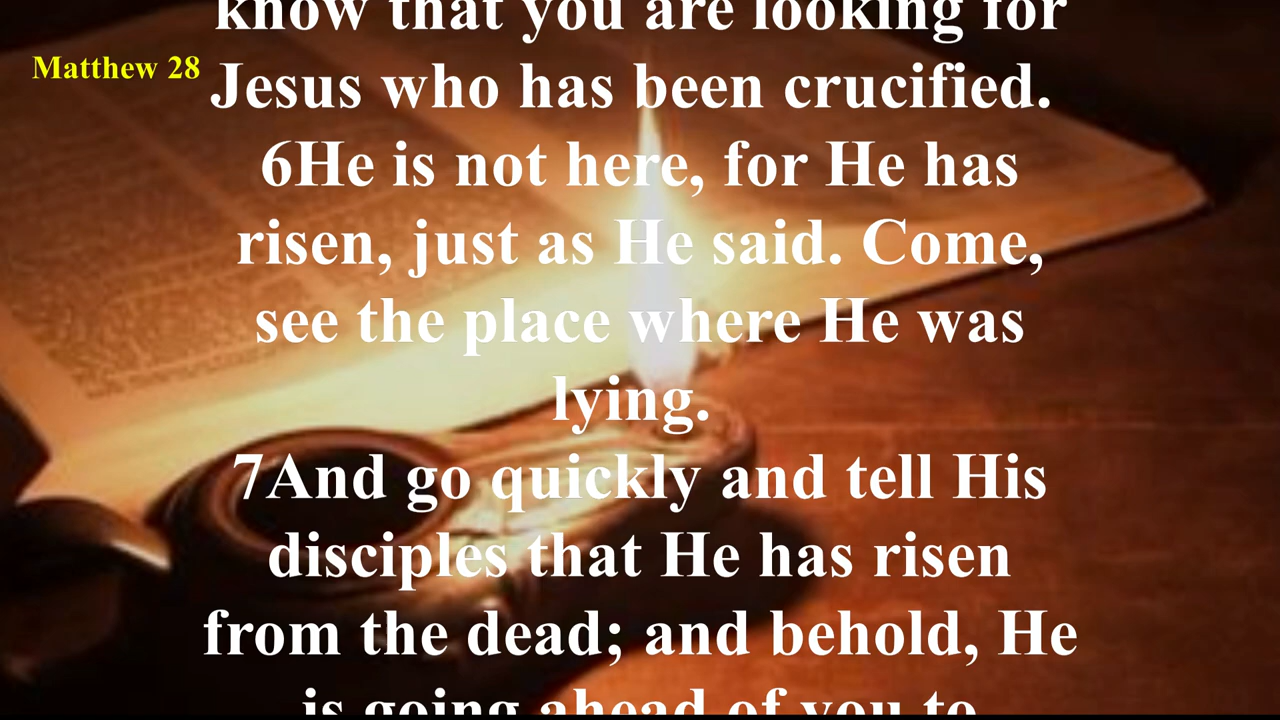 know that you are looking for
Matthew 28
Jesus who has been crucified.
6He is not here, for He has
risen, just as He said. Come,
see the place where He was
lying.
7And go quickly and tell His
disciples that He has risen
from the dead; and behold, He
is going ahead of you to